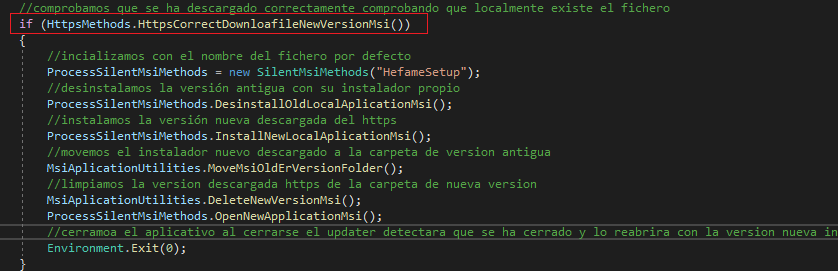 //comprobamos que se ha descargado correctamente comprobando que localmente existe el fichero
if (HttpsMethods.HttpsCorrectDownloafileNewVersionMsi())
{
//incializamos con el nombre del fichero por defecto
ProcessSilentMsiMethods = new SilentMsiMethods("HefameSetup");
//desinstalamos la versión antigua con su instalador propio
ProcessSilentMsiMethods.DesinstallOldLocalAplicationMsi();
//instalamos la versión nueva descargada del https
ProcessSilentMsiMethods.InstallNewLocalAplicationMsi();
//movemos el instalador nuevo descargado a la carpeta de version antigua
MsiAplicationUtilities.MoveMsiOldErVersionFolder();
//limpiamos la version descargada https de la carpeta de nueva version
MsiAplicationUtilities.DeleteNewVersionMsi();
ProcessSilentMsiMethods.OpenNewApplicationMsi();
//cerramoa el aplicativo al cerrarse el updater detectara que se ha cerrado y lo reabrira con la version nueva in
Environment.Exit(0);
}